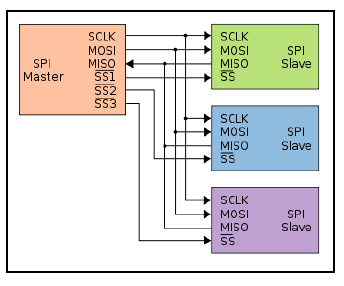 SPI
Master
SCLK
MOSI
MISO
SS1
SS2
SS3
SCLK
MOSI
MISO
SS
SPI
Slave
SCLK
MOSI
MISO
SS
SPI
Slave
SCLK
MOSI
MISO
SS
SPI
Slave